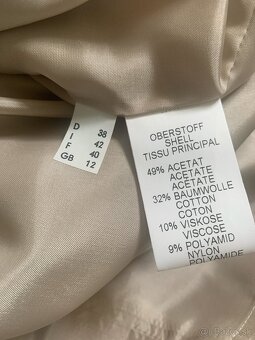 D 38
I 42
F 40
GB 12
OBERSTOFF
SHELL
TISSU PRINCIPAL
49% ACETAT
ACETATE
ACETATE
32% BAUMWOLLE
COTTON
COTON
10% VISKOSE
VISCOSE
9% POLYAMID
NYLON
POLYAMIDE